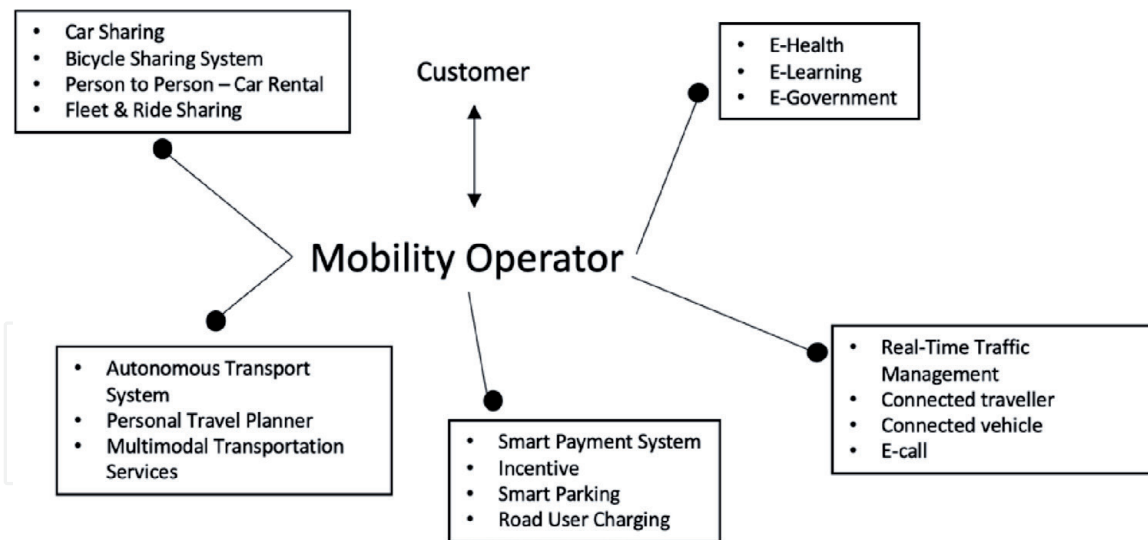 • Car Sharing
• Bicycle Sharing System
• Person to Person – Car Rental
• Fleet & Ride Sharing
Customer
• E-Health
• E-Learning
• E-Government
Mobility Operator
• Autonomous Transport
System
• Personal Travel Planner
• Multimodal Transportation
Services
• Smart Payment System
• Incentive
• Smart Parking
• Road User Charging
• Real-Time Traffic
Management
• Connected traveller
• Connected vehicle
• E-call